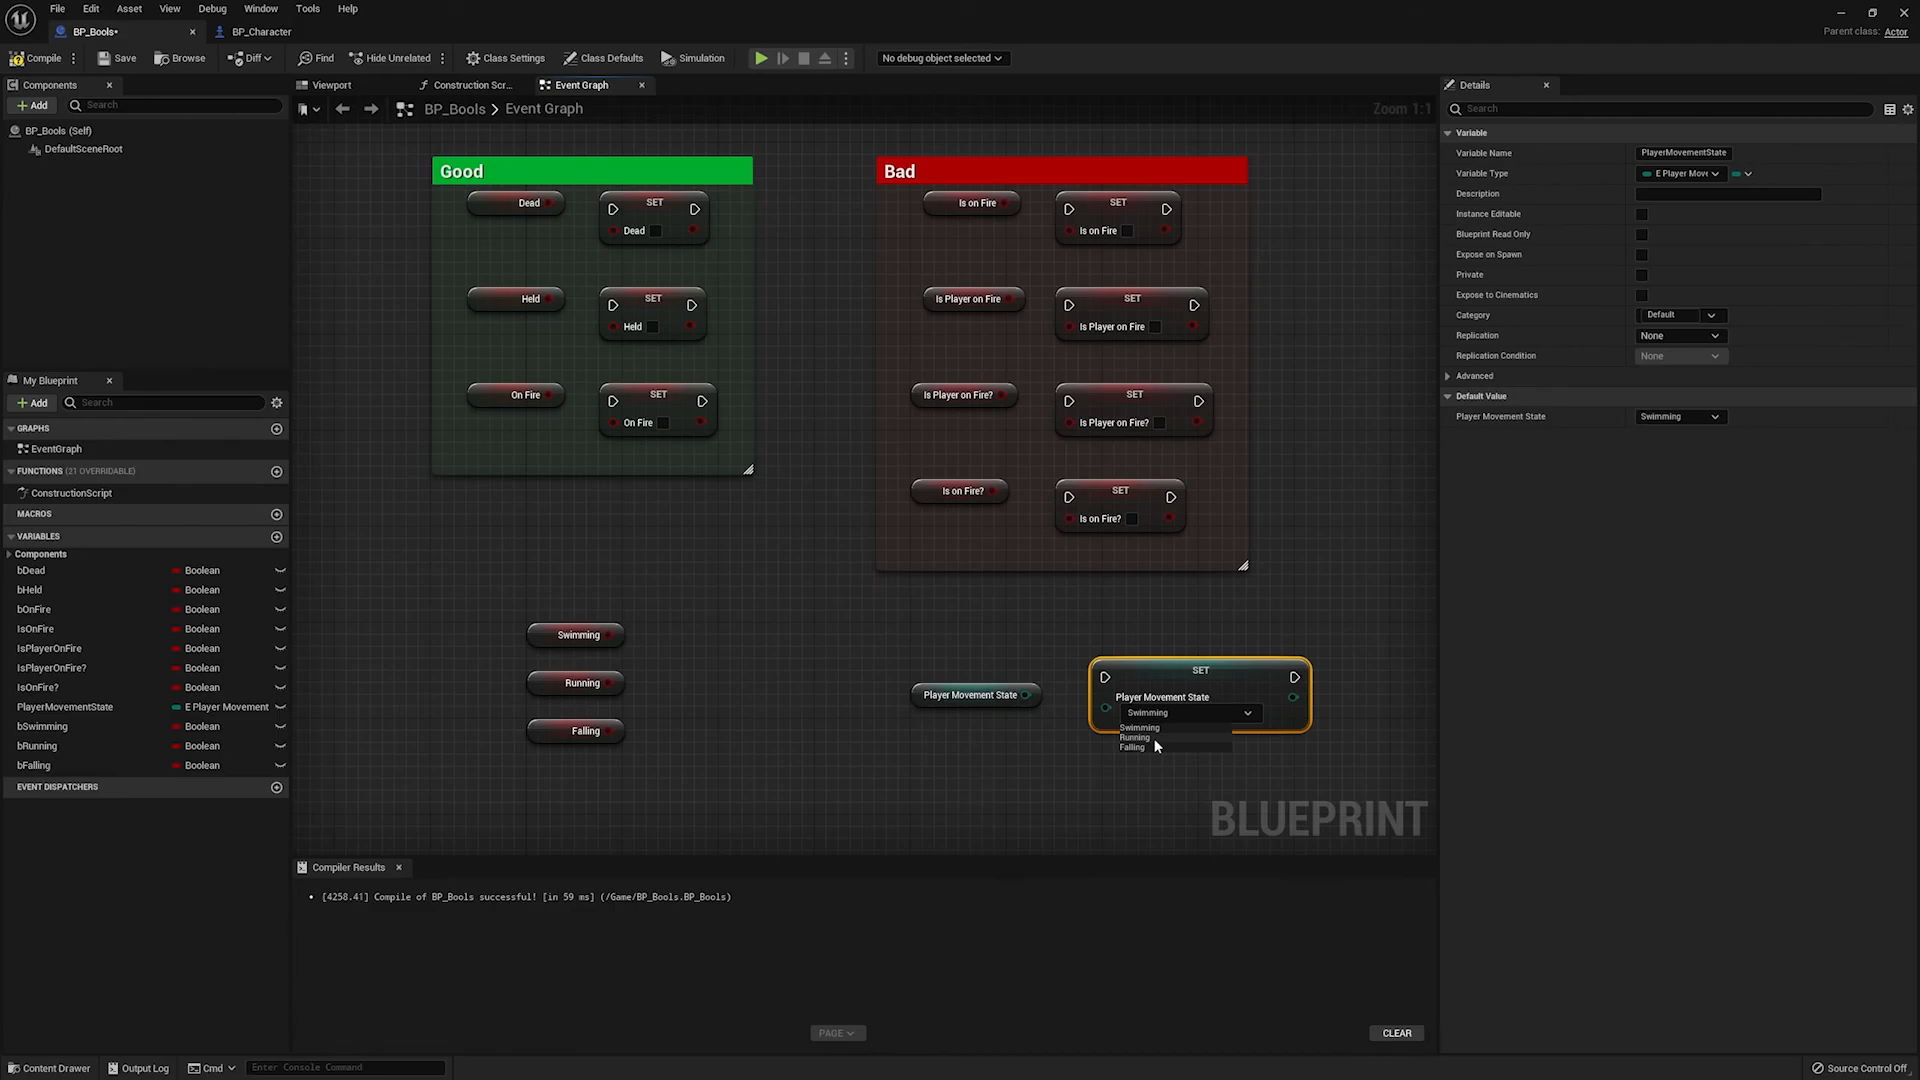 File Edit Asset View Debug Window Tools Help
BP_Bools•
BP_Character
Parent class: Actor
Compile
Save
Browse
Diff
Find
Hide Unrelated
Class Settings
Class Defaults
Simulation
No debug object selected
Components
Add
Search
BP_Bools (Self)
DefaultSceneRoot
Viewport
Construction Scr...
Event Graph
BP_Bools > Event Graph
Zoom 1:1
Good
Dead
SET
Dead
Held
SET
Held
On Fire
SET
On Fire
Bad
Is on Fire
SET
Is on Fire
Is Player on Fire
SET
Is Player on Fire
Is Player on Fire?
SET
Is Player on Fire?
Is on Fire?
SET
Is on Fire?
Swimming
Running
Falling
Player Movement State
SET
Player Movement State
Swimming
Swimming
Running
Falling
BLUEPRINT
My Blueprint
Add
Search
GRAPHS
EventGraph
FUNCTIONS (21 OVERRIDABLE)
ConstructionScript
MACROS
VARIABLES
Components
bDead Boolean
bHeld Boolean
bOnFire Boolean
IsOnFire Boolean
IsPlayerOnFire Boolean
IsPlayerOnFire? Boolean
IsOnFire? Boolean
PlayerMovementState E Player Movement
bSwimming Boolean
bRunning Boolean
bFalling Boolean
EVENT DISPATCHERS
Compiler Results
[4258.41] Compile of BP_Bools successful! [in 59 ms] (/Game/BP_Bools.BP_Bools)
PAGE
CLEAR
Details
Search
Variable
Variable Name PlayerMovementState
Variable Type E Player Move
Description
Instance Editable
Blueprint Read Only
Expose on Spawn
Private
Expose to Cinematics
Category Default
Replication None
Replication Condition None
Advanced
Default Value
Player Movement State Swimming
Content Drawer
Output Log
Cmd
Enter Console Command
Source Control Off